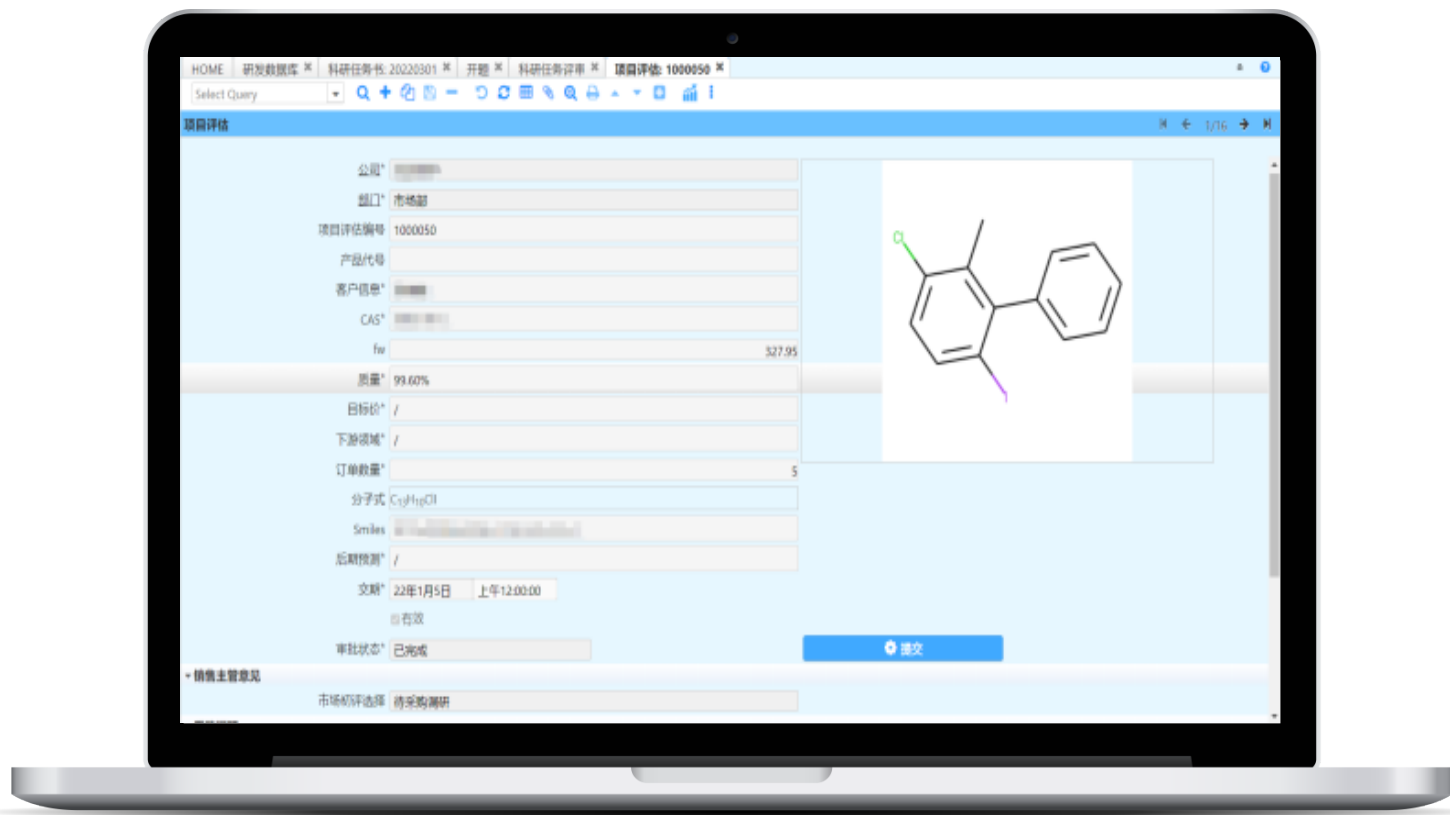 HOME 研发数据库 × 科研任务书: 20220301 × 开题 × 科研任务评审 × 项目评估: 1000050 ×
Select Query
项目评估 1/16
公司*
部门* 市场部
项目评估编号 1000050
产品代号
客户信息*
CAS*
fw 327.95
质量* 99.60%
目标价* /
下游领域* /
订单数量* 5
分子式 C₁₃H₁₀ClI
Smiles
后期预测* /
交期* 22年1月5日 上午12:00:00
有效
审批状态* 已完成 提交
销售主管意见
市场初评选择 待采购调研
Cl
I